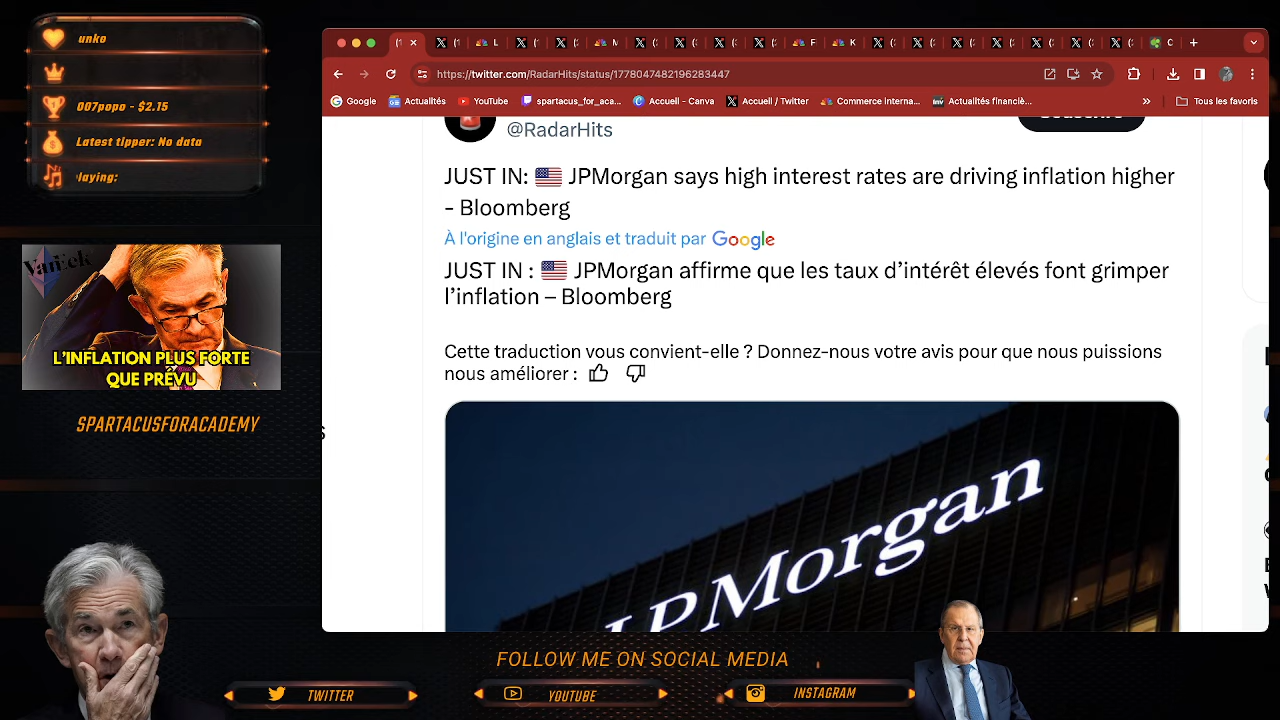 unko
007popo - $2.15
Latest tipper: No data
laying:
VanEck
L'INFLATION PLUS FORTE
QUE PRÉVU
SPARTACUSFORACADEMY
https://twitter.com/RadarHits/status/1778047482196283447
Google
Actualités
YouTube
spartacus_for_aca...
Accueil - Canva
Accueil / Twitter
Commerce Interna...
Actualités financiè...
»
Tous les favoris
@RadarHits
JUST IN: 🇺🇸 JPMorgan says high interest rates are driving inflation higher
- Bloomberg
À l'origine en anglais et traduit par Google
JUST IN : 🇺🇸 JPMorgan affirme que les taux d’intérêt élevés font grimper
l’inflation – Bloomberg
Cette traduction vous convient-elle ? Donnez-nous votre avis pour que nous puissions
nous améliorer :
JPMorgan
FOLLOW ME ON SOCIAL MEDIA
TWITTER
YOUTUBE
INSTAGRAM